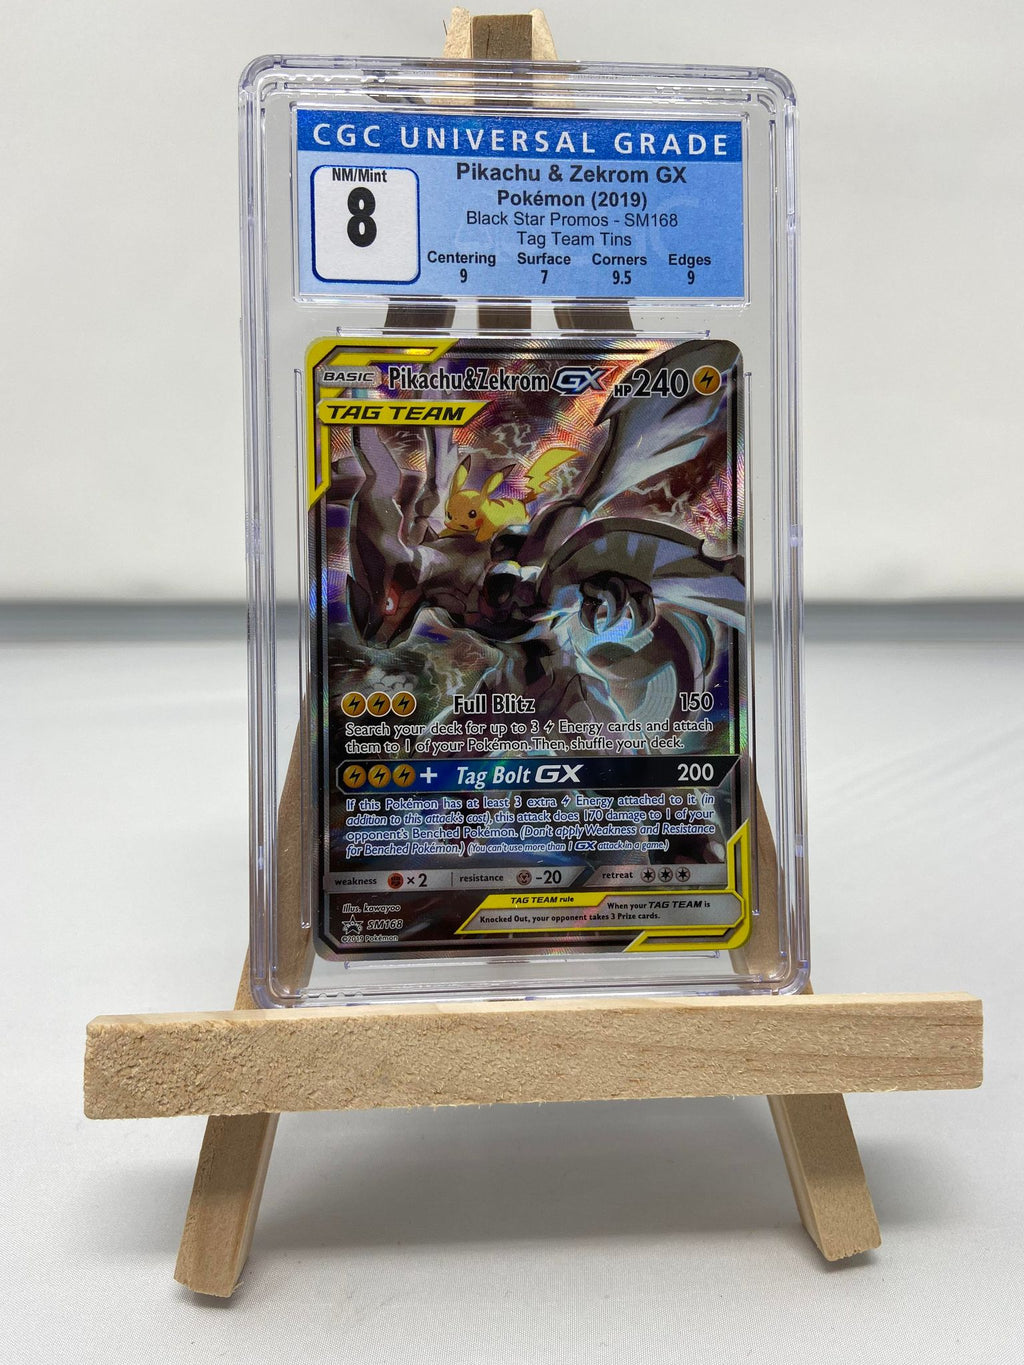 CGC UNIVERSAL GRADE
NM/Mint
8
Pikachu & Zekrom GX
Pokémon (2019)
Black Star Promos - SM168
Tag Team Tins
Centering Surface Corners Edges
9 7 9.5 9
BASIC Pikachu&Zekrom GX HP 240
TAG TEAM
Full Blitz 150
Search your deck for up to 3 Energy cards and attach
them to 1 of your Pokémon. Then, shuffle your deck.
+ Tag Bolt GX 200
If this Pokémon has at least 3 extra Energy attached to it (in
addition to this attack's cost), this attack does 170 damage to 1 of your
opponent's Benched Pokémon. (Don't apply Weakness and Resistance
for Benched Pokémon.) (You can't use more than 1 GX attack in a game.)
weakness ×2 resistance -20 retreat
TAG TEAM rule
When your TAG TEAM is
Knocked Out, your opponent takes 3 Prize cards.
Illus. kawayoo
SM168
©2019 Pokémon